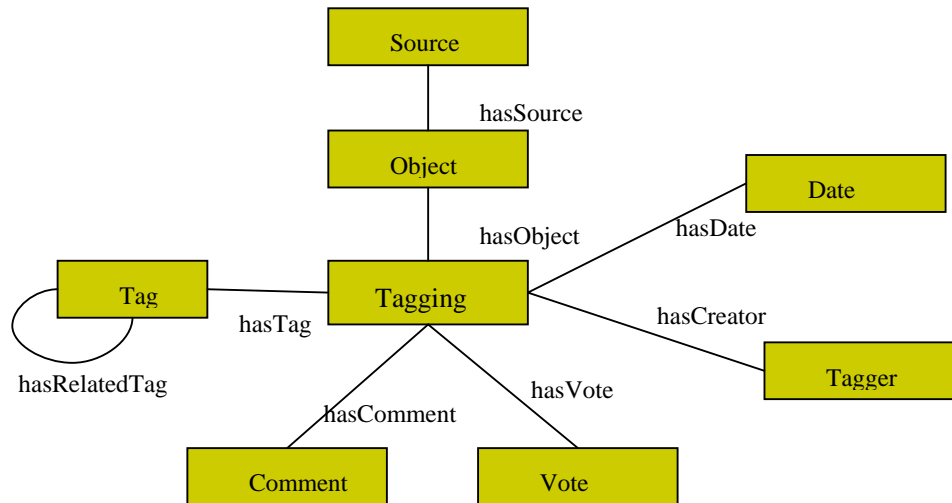 Source
hasSource
Object
Date
hasObject
hasDate
Tag
Tagging
hasTag
hasCreator
hasRelatedTag
Tagger
hasVote
hasComment
Comment
Vote